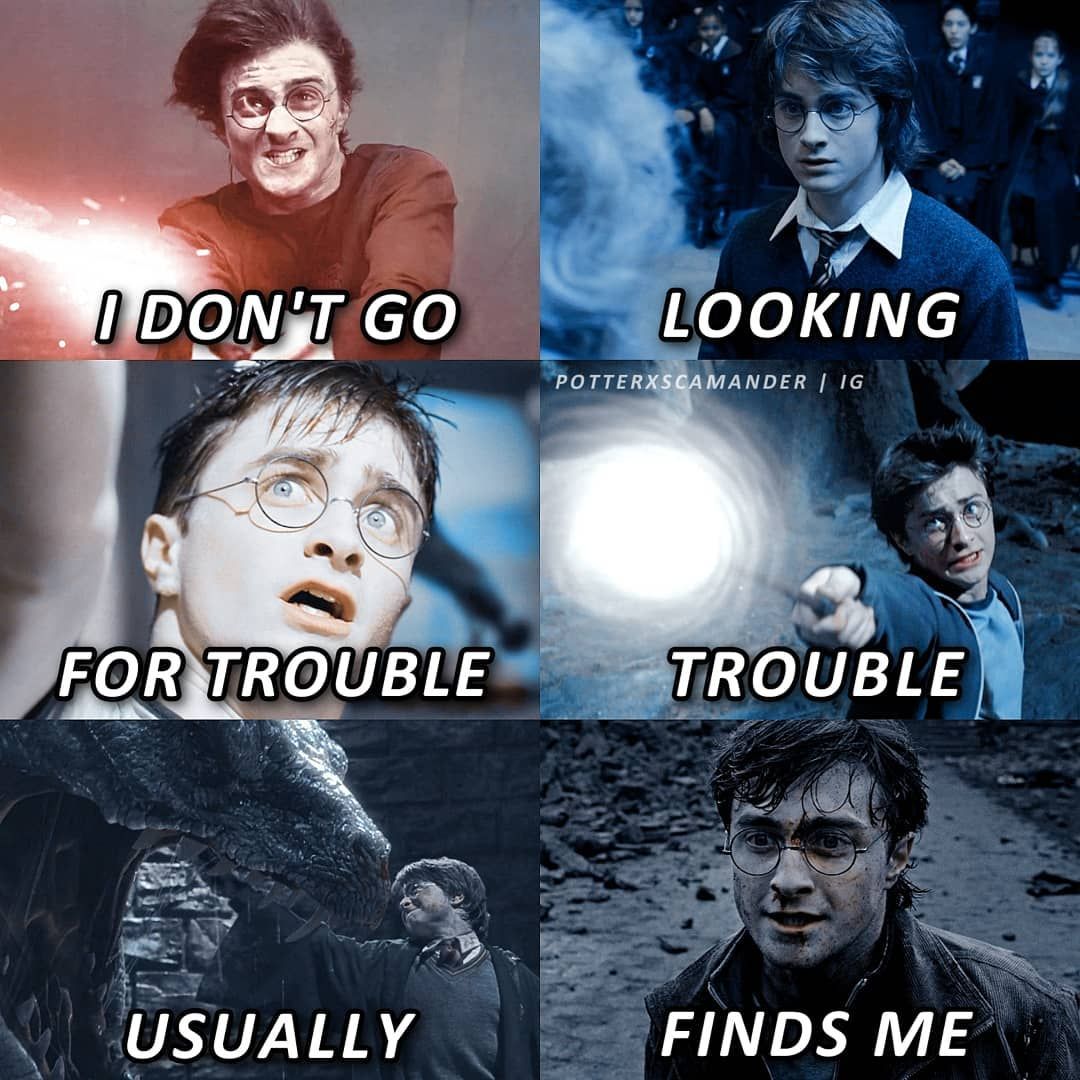 I DON'T GO
LOOKING
FOR TROUBLE
POTTERXSCAMANDER | IG
TROUBLE
USUALLY
FINDS ME